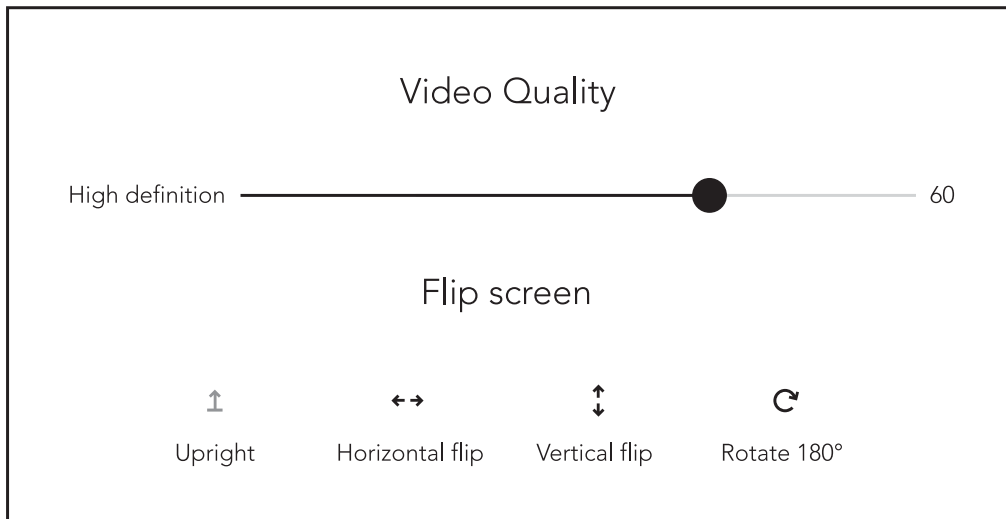 Video Quality
High definition 60
Flip screen
Upright Horizontal flip Vertical flip Rotate 180°